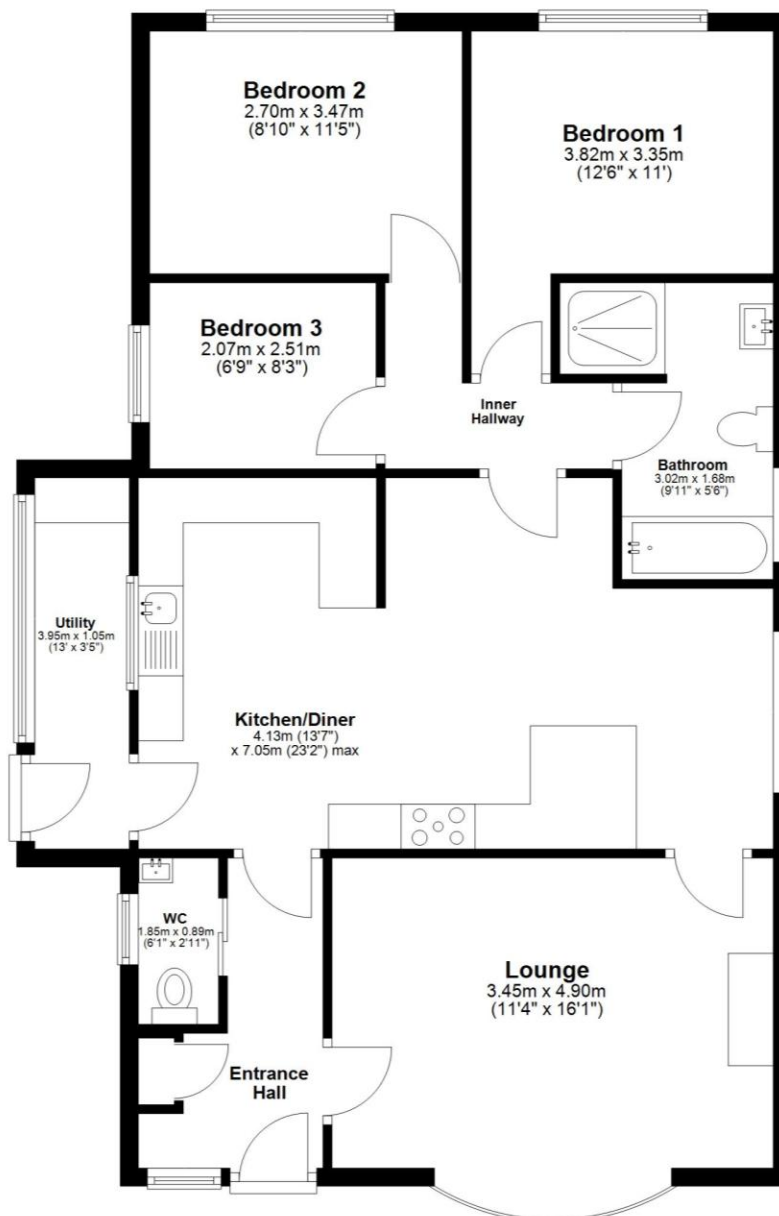 Bedroom 2
2.70m x 3.47m
(8'10" x 11'5")
Bedroom 1
3.82m x 3.35m
(12'6" x 11')
Bedroom 3
2.07m x 2.51m
(6'9" x 8'3")
Inner
Hallway
Bathroom
3.02m x 1.68m
(9'11" x 5'6")
Utility
3.95m x 1.05m
(13' x 3'5")
Kitchen/Diner
4.13m (13'7")
x 7.05m (23'2") max
WC
1.85m x 0.89m
(6'1" x 2'11")
Lounge
3.45m x 4.90m
(11'4" x 16'1")
Entrance
Hall